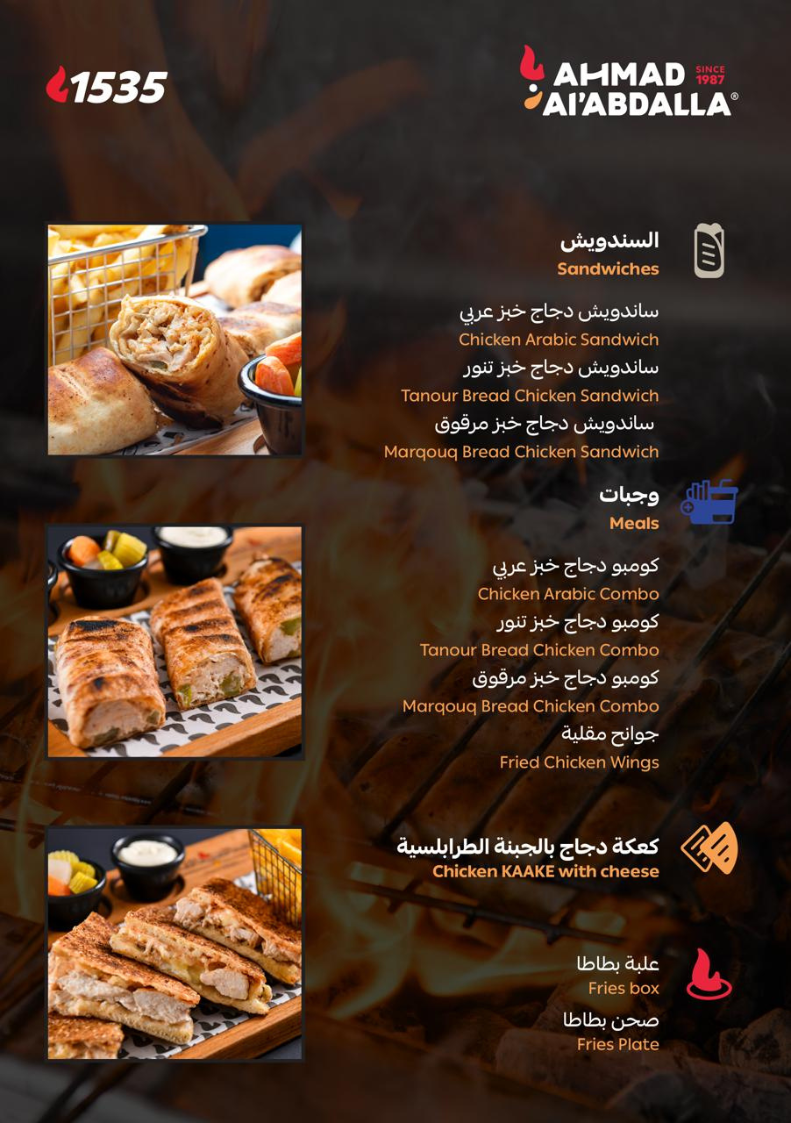 1535
AHMAD SINCE 1987
Al'ABDALLA®
السندويش
Sandwiches
ساندويش دجاج خبز عربي
Chicken Arabic Sandwich
ساندويش دجاج خبز تنور
Tanour Bread Chicken Sandwich
ساندويش دجاج خبز مرقوق
Marqouq Bread Chicken Sandwich
وجبات
Meals
كومبو دجاج خبز عربي
Chicken Arabic Combo
كومبو دجاج خبز تنور
Tanour Bread Chicken Combo
كومبو دجاج خبز مرقوق
Marqouq Bread Chicken Combo
جوانح مقلية
Fried Chicken Wings
كعكة دجاج بالجبنة الطرابلسية
Chicken KAAKE with cheese
علبة بطاطا
Fries box
صحن بطاطا
Fries Plate